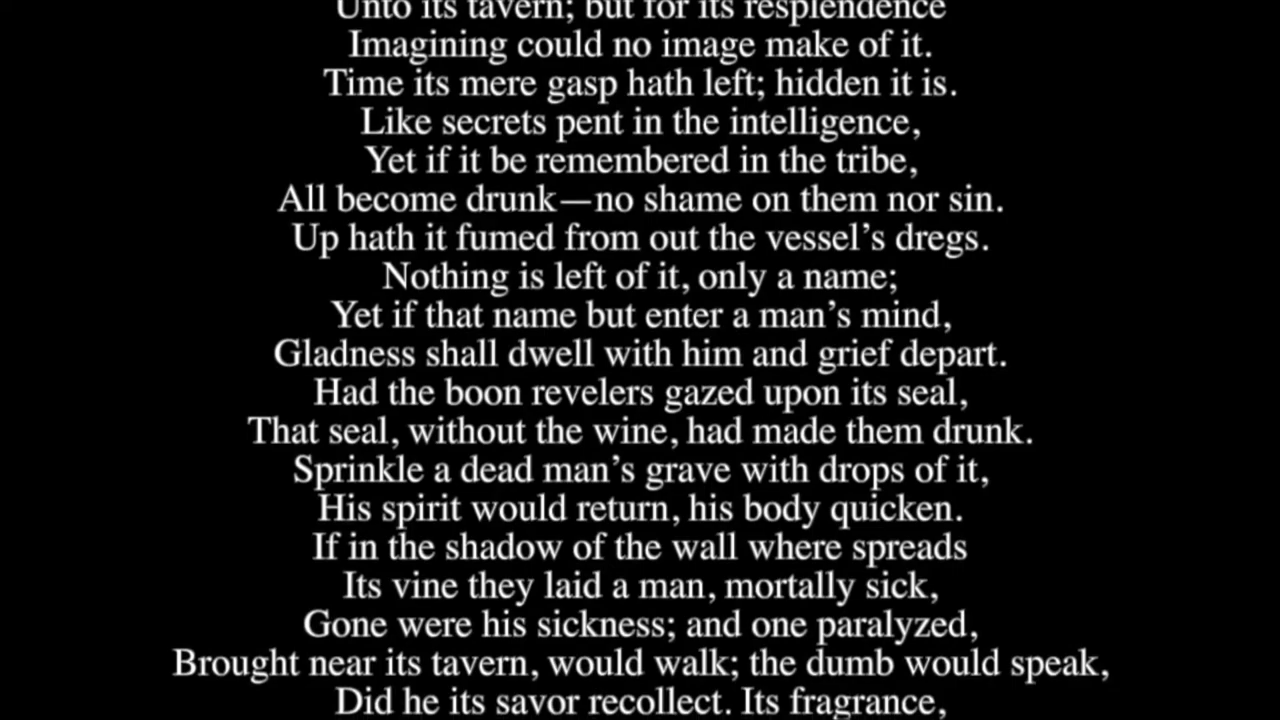 Unto its tavern; but for its resplendence
Imagining could no image make of it.
Time its mere gasp hath left; hidden it is.
Like secrets pent in the intelligence,
Yet if it be remembered in the tribe,
All become drunk—no shame on them nor sin.
Up hath it fumed from out the vessel’s dregs.
Nothing is left of it, only a name;
Yet if that name but enter a man’s mind,
Gladness shall dwell with him and grief depart.
Had the boon revelers gazed upon its seal,
That seal, without the wine, had made them drunk.
Sprinkle a dead man’s grave with drops of it,
His spirit would return, his body quicken.
If in the shadow of the wall where spreads
Its vine they laid a man, mortally sick,
Gone were his sickness; and one paralyzed,
Brought near its tavern, would walk; the dumb would speak,
Did he its savor recollect. Its fragrance,